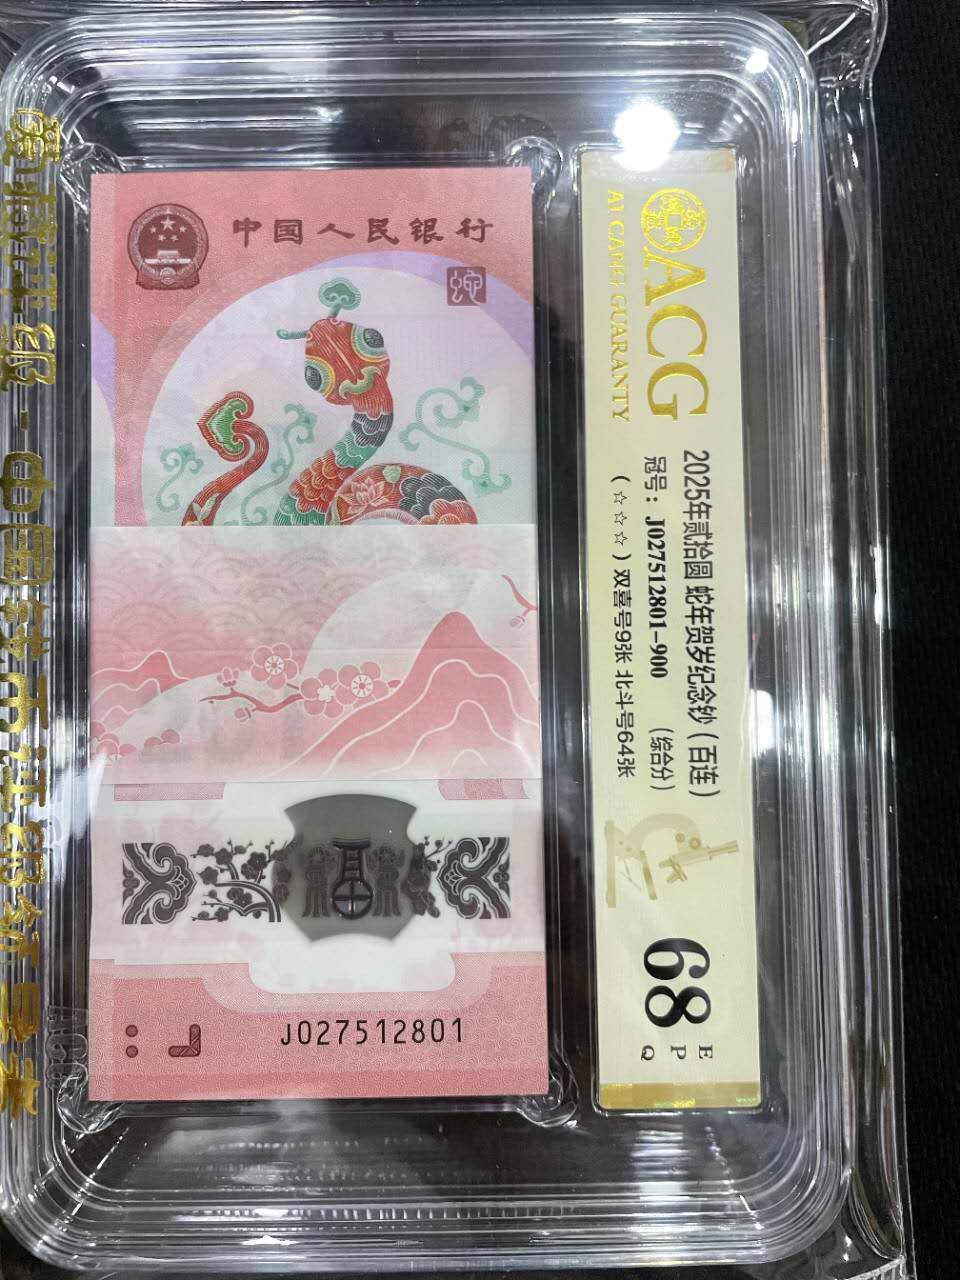 中国人民银行
蛇
J027512801
ACG
AI CARE GUARANTY
2025年贰拾圆 蛇年贺岁纪念钞（百连）
冠号：J027512801-900 （综合分）
（☆☆☆）双喜号9张 北斗号64张
68
E
P
Q